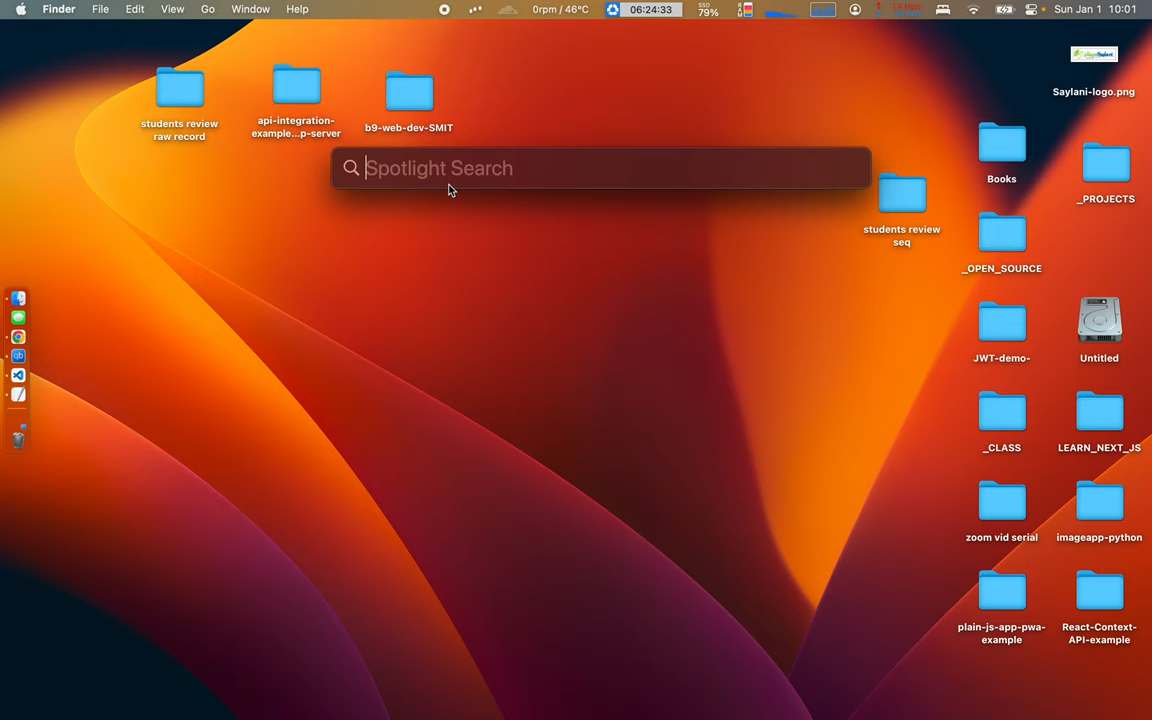 Finder File Edit View Go Window Help 0rpm / 46°C 06:24:33 SSD 79% Sun Jan 1 10:01
Saylani-logo.png
students review
raw record
api-integration-
example...p-server
b9-web-dev-SMIT
Spotlight Search
students review
seq
Books
_PROJECTS
_OPEN_SOURCE
JWT-demo-
Untitled
_CLASS
LEARN_NEXT_JS
zoom vid serial
imageapp-python
plain-js-app-pwa-
example
React-Context-
API-example